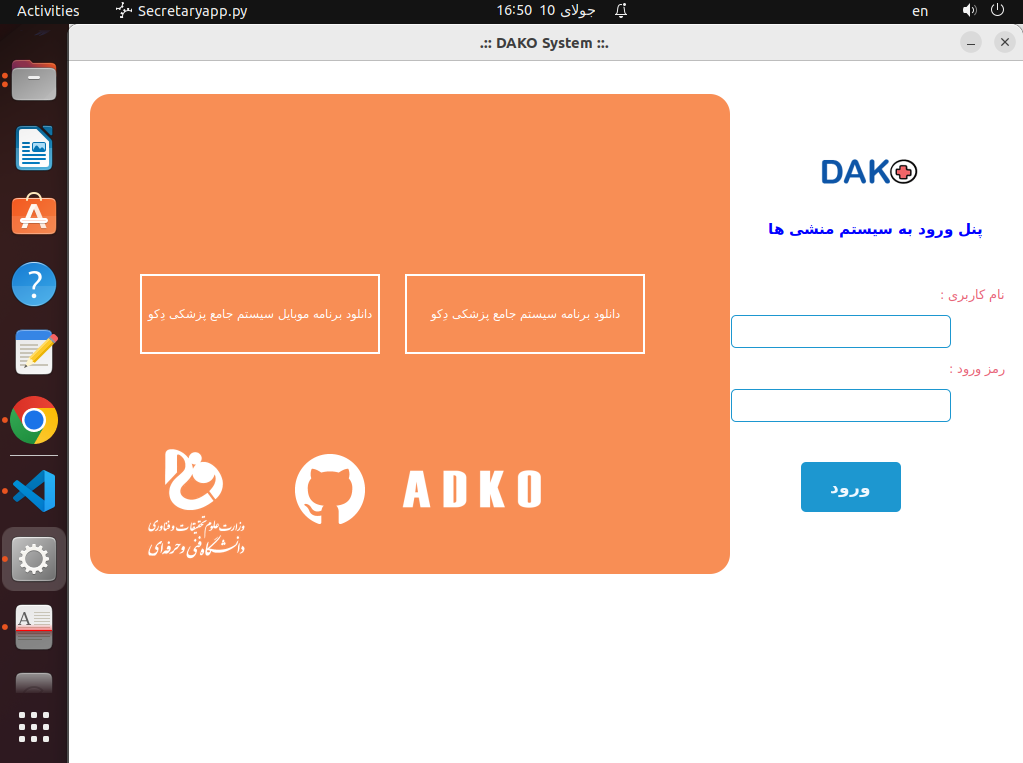 Activities
Secretaryapp.py
جولای 10 16:50
en
.:: DAKO System ::.
DAKO
پنل ورود به سیستم منشی ها
نام کاربری :
رمز ورود :
ورود
دانلود برنامه سیستم جامع پزشکی دِکو
دانلود برنامه موبایل سیستم جامع پزشکی دِکو
ADKO
وزارت علوم تحقیقات و فناوری
دانشگاه فنی و حرفه‌ای